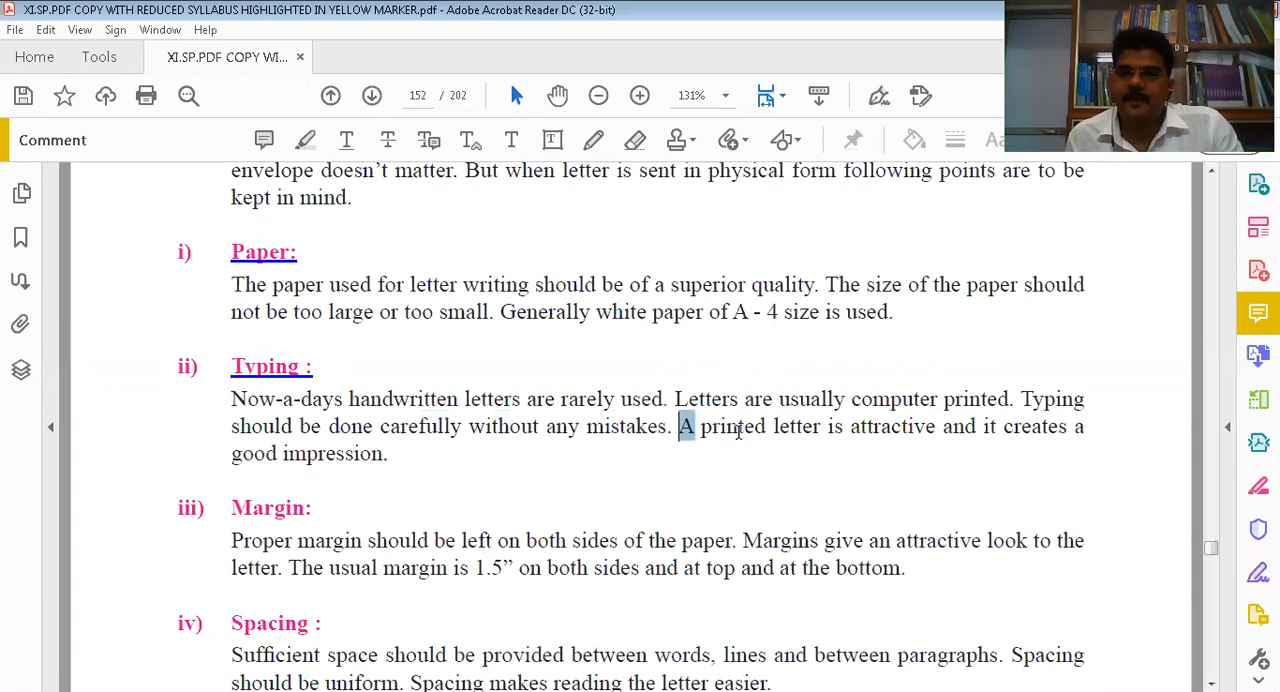 XI.SP.PDF COPY WITH REDUCED SYLLABUS HIGHLIGHTED IN YELLOW MARKER.pdf - Adobe Acrobat Reader DC (32-bit)
File Edit View Sign Window Help
Home Tools XI.SP.PDF COPY WI... ×
152 / 202 131%
Comment
envelope doesn't matter. But when letter is sent in physical form following points are to be
kept in mind.
i) Paper:
The paper used for letter writing should be of a superior quality. The size of the paper should
not be too large or too small. Generally white paper of A - 4 size is used.
ii) Typing :
Now-a-days handwritten letters are rarely used. Letters are usually computer printed. Typing
should be done carefully without any mistakes. A printed letter is attractive and it creates a
good impression.
iii) Margin:
Proper margin should be left on both sides of the paper. Margins give an attractive look to the
letter. The usual margin is 1.5” on both sides and at top and at the bottom.
iv) Spacing :
Sufficient space should be provided between words, lines and between paragraphs. Spacing
should be uniform. Spacing makes reading the letter easier.